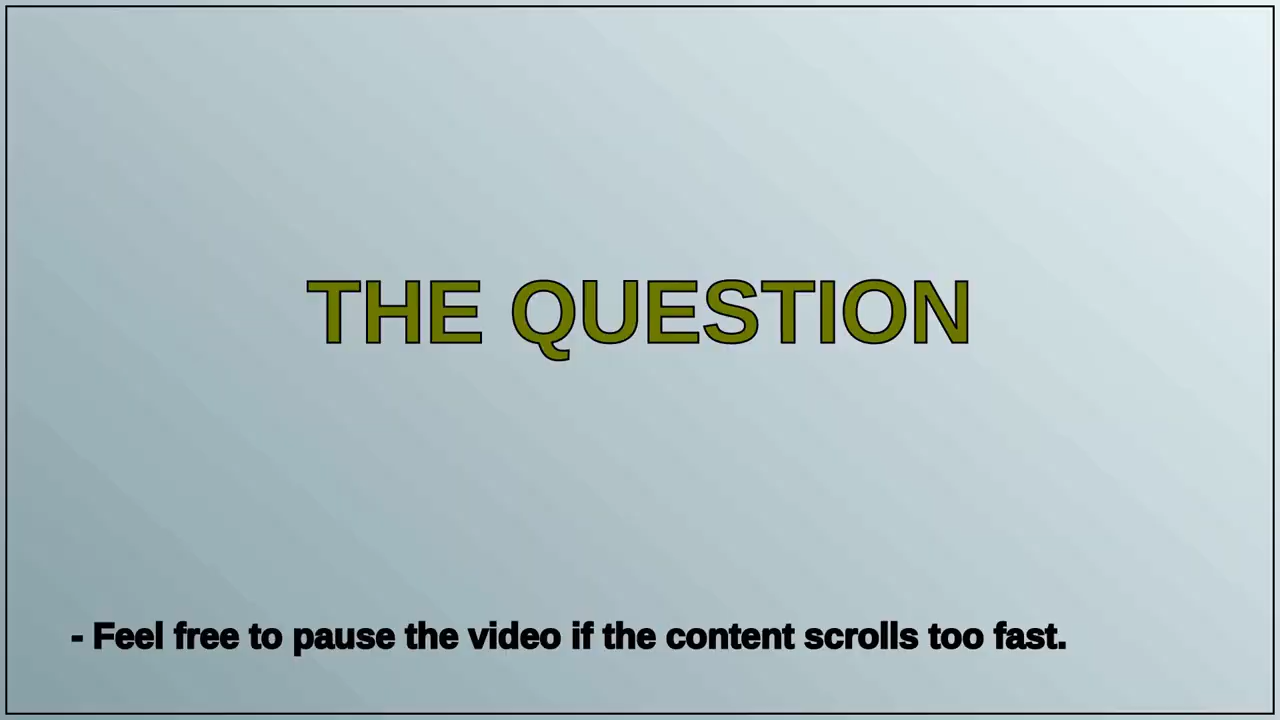 THE QUESTION
- Feel free to pause the video if the content scrolls too fast.